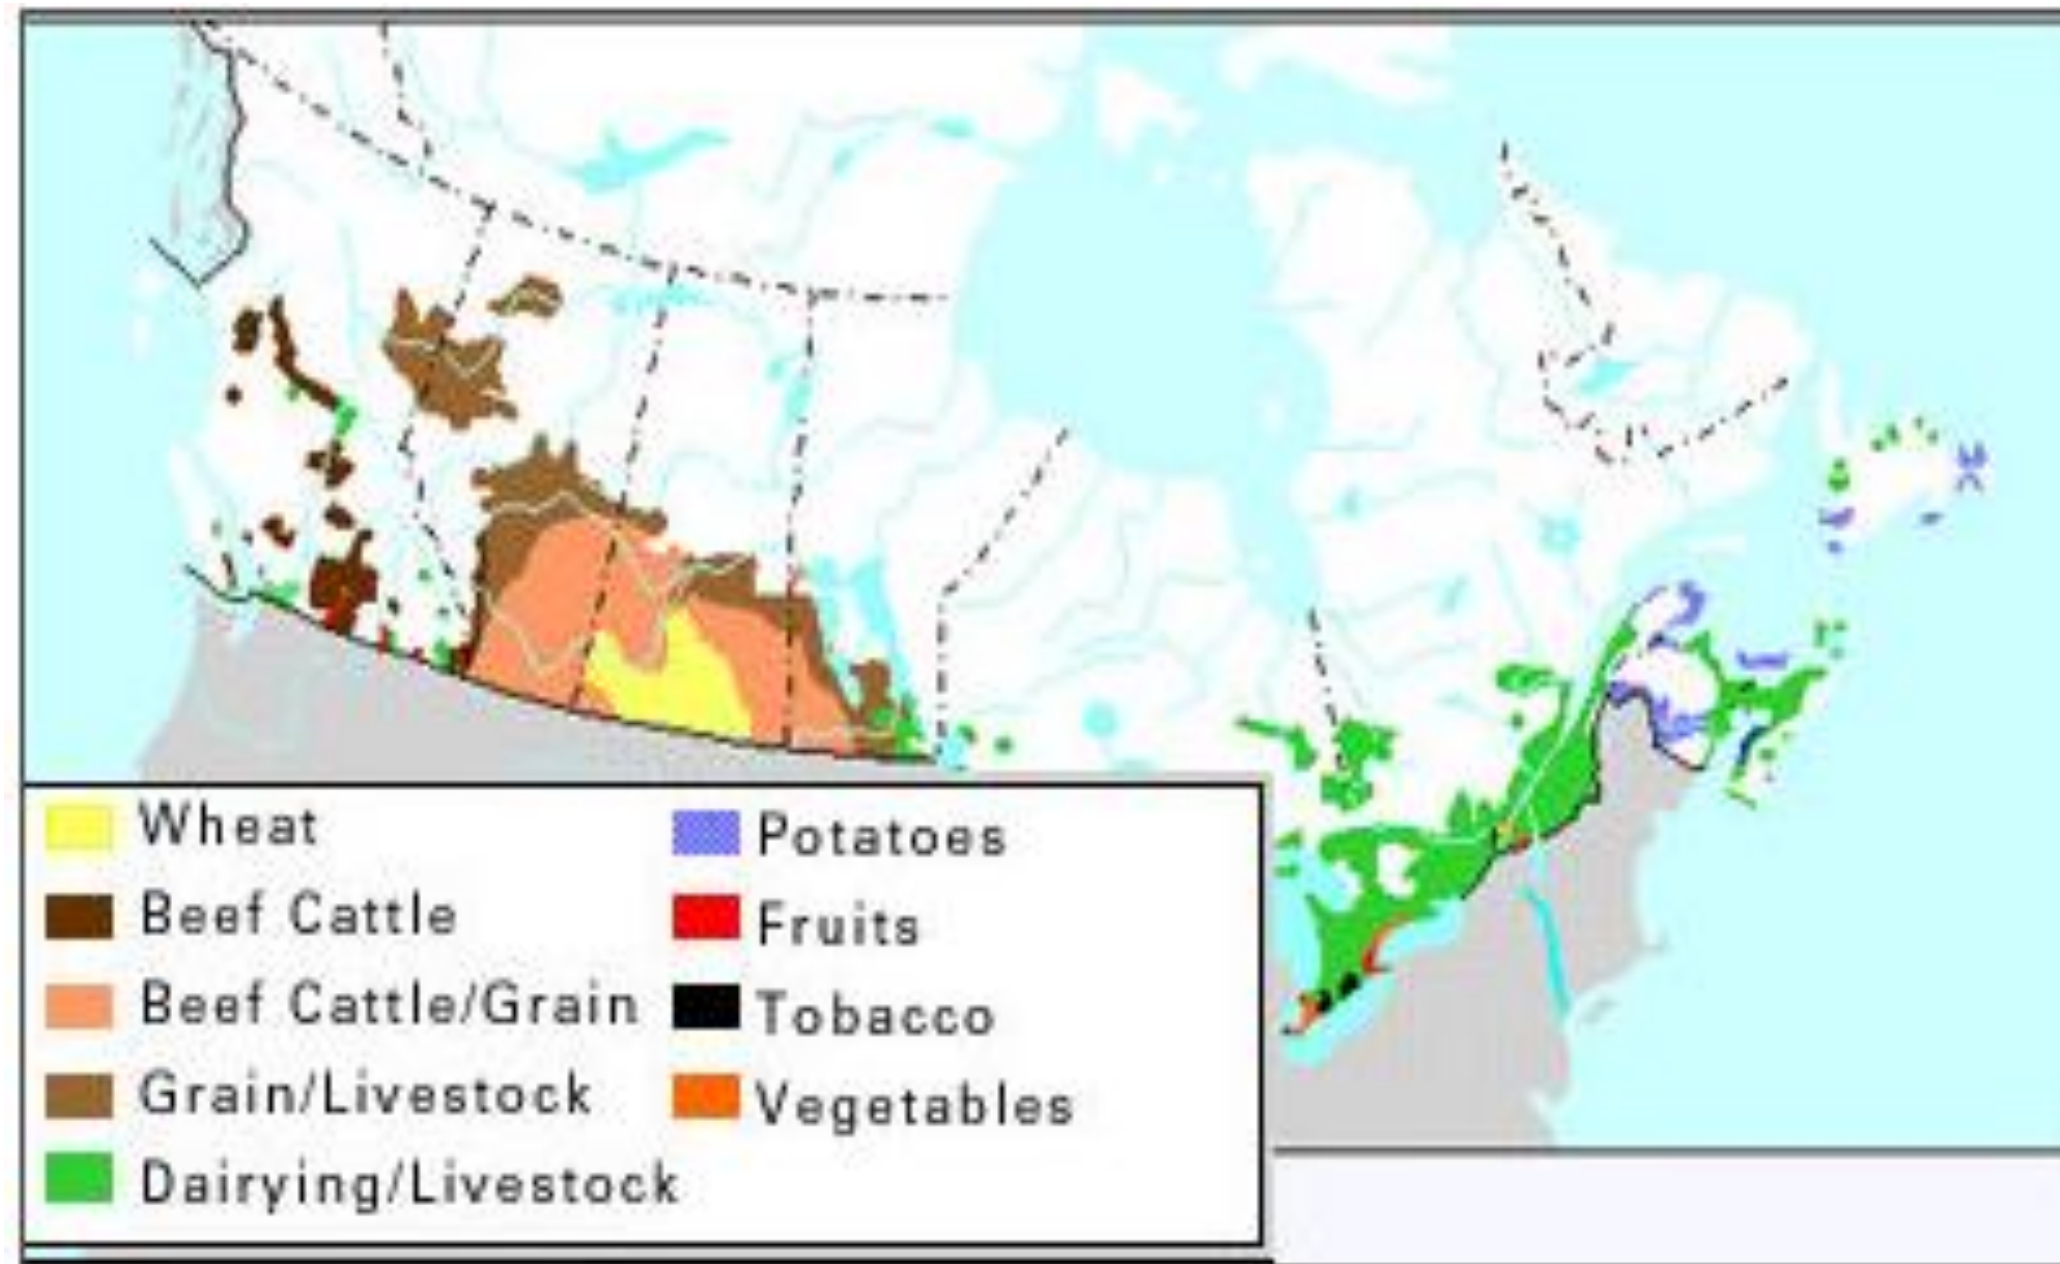 Wheat
Beef Cattle
Beef Cattle/Grain
Grain/Livestock
Dairying/Livestock
Potatoes
Fruits
Tobacco
Vegetables